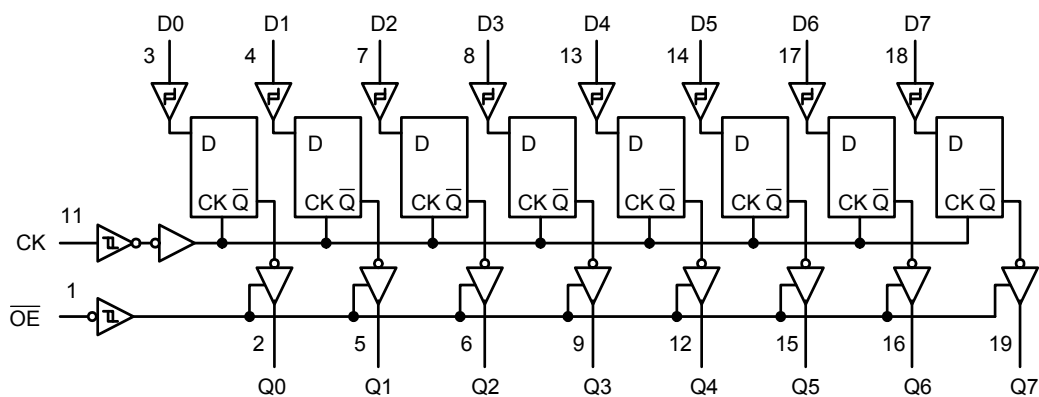 D0 D1 D2 D3 D4 D5 D6 D7
3 4 7 8 13 14 17 18
D D D D D D D D
CK Q̅ CK Q̅ CK Q̅ CK Q̅ CK Q̅ CK Q̅ CK Q̅ CK Q̅
11
CK
1
O̅E̅
2 5 6 9 12 15 16 19
Q0 Q1 Q2 Q3 Q4 Q5 Q6 Q7